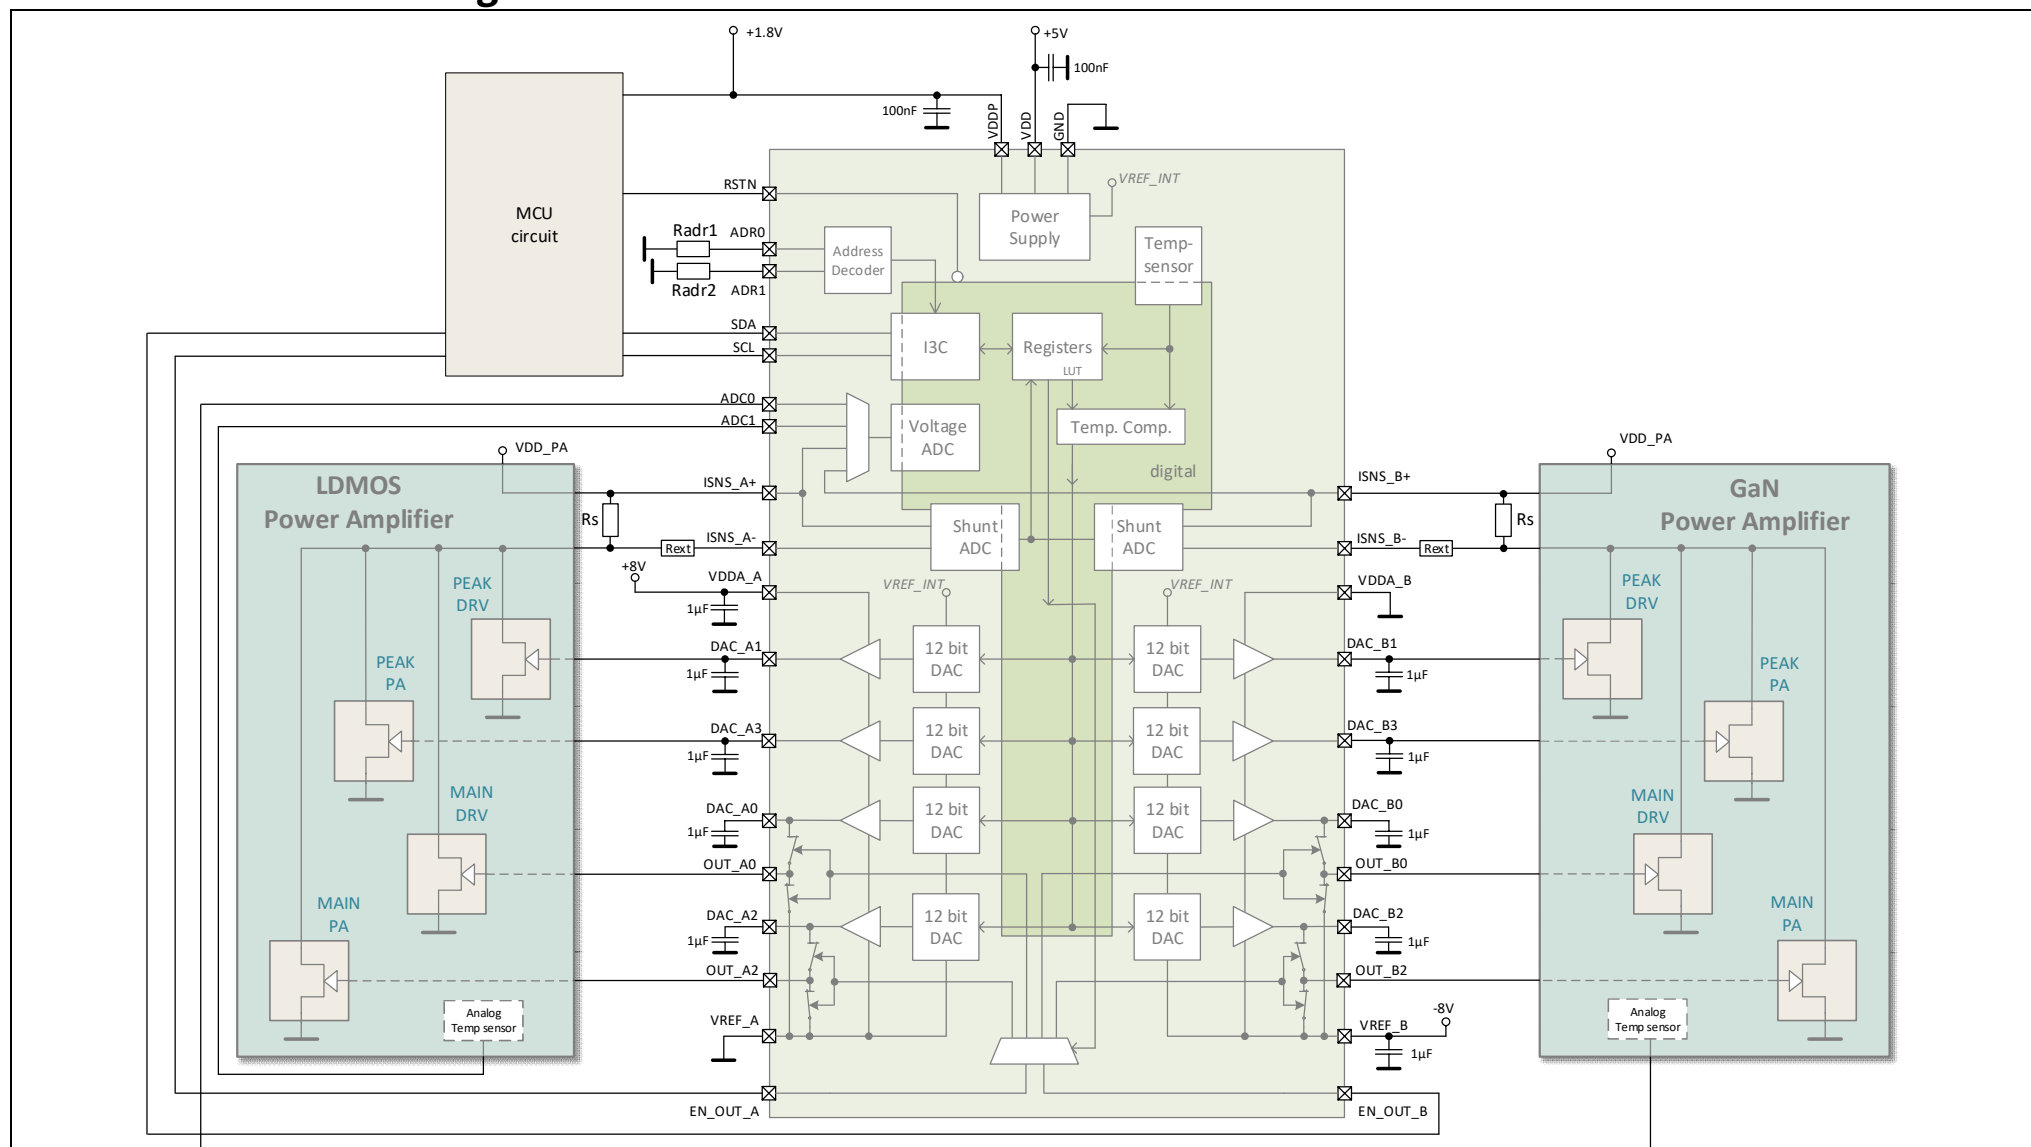 g
+1.8V
+5V
100nF
100nF
VDDP
VDD
GND
MCU
circuit
RSTN
VREF_INT
Power
Supply
Radr1
ADR0
Address
Decoder
Temp-
sensor
Radr2
ADR1
SDA
SCL
I3C
Registers
LUT
ADC0
ADC1
Voltage
ADC
Temp. Comp.
digital
VDD_PA
VDD_PA
LDMOS
Power Amplifier
ISNS_A+
Rs
ISNS_A-
Rext
Shunt
ADC
Shunt
ADC
ISNS_B+
Rs
ISNS_B-
Rext
GaN
Power Amplifier
+8V
VDDA_A
1µF
VREF_INT
VREF_INT
VDDA_B
PEAK
DRV
PEAK
DRV
DAC_A1
1µF
12 bit
DAC
12 bit
DAC
DAC_B1
1µF
PEAK
PA
PEAK
PA
DAC_A3
1µF
12 bit
DAC
12 bit
DAC
DAC_B3
1µF
MAIN
DRV
MAIN
DRV
DAC_A0
1µF
12 bit
DAC
12 bit
DAC
DAC_B0
1µF
OUT_A0
OUT_B0
MAIN
PA
MAIN
PA
DAC_A2
1µF
12 bit
DAC
12 bit
DAC
DAC_B2
1µF
OUT_A2
OUT_B2
Analog
Temp sensor
Analog
Temp sensor
VREF_A
VREF_B
-8V
1µF
EN_OUT_A
EN_OUT_B